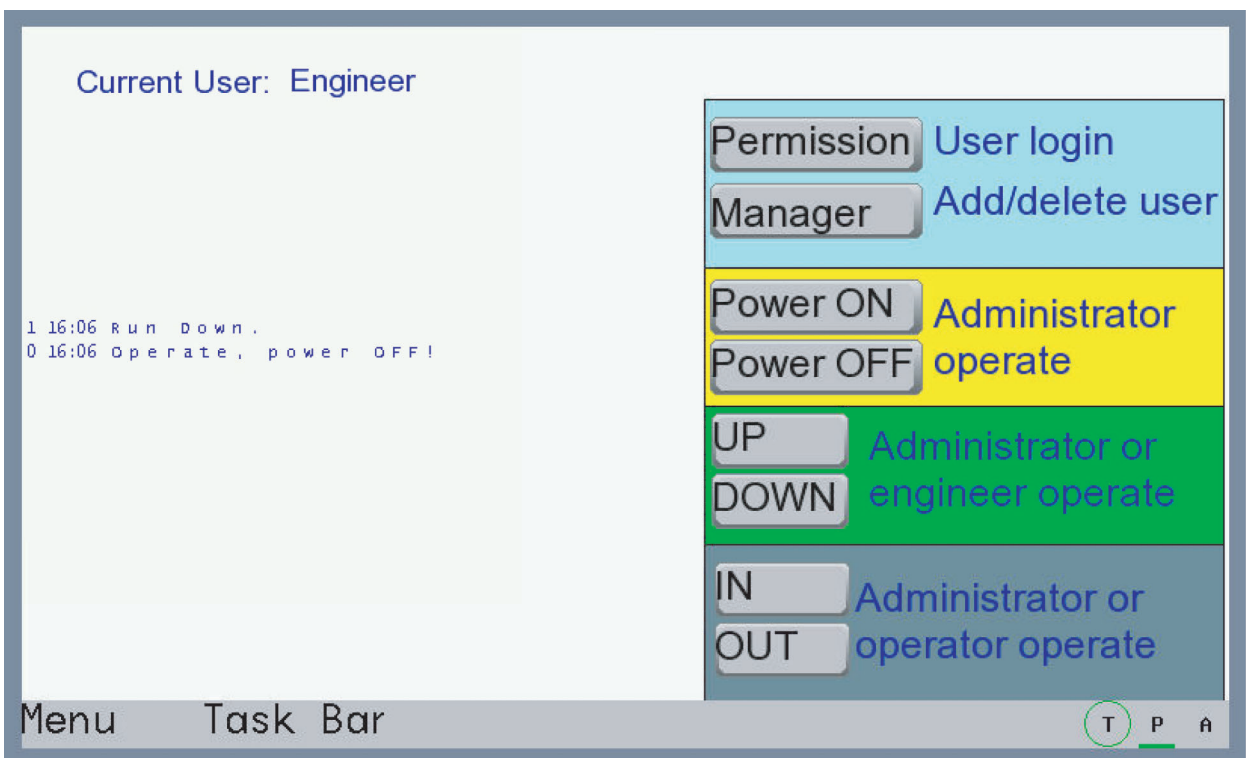 Current User: Engineer
1 16:06 Run Down.
0 16:06 Operate, power OFF!
Permission User login
Manager Add/delete user
Power ON Administrator
Power OFF operate
UP Administrator or
DOWN engineer operate
IN Administrator or
OUT operator operate
Menu Task Bar T P A